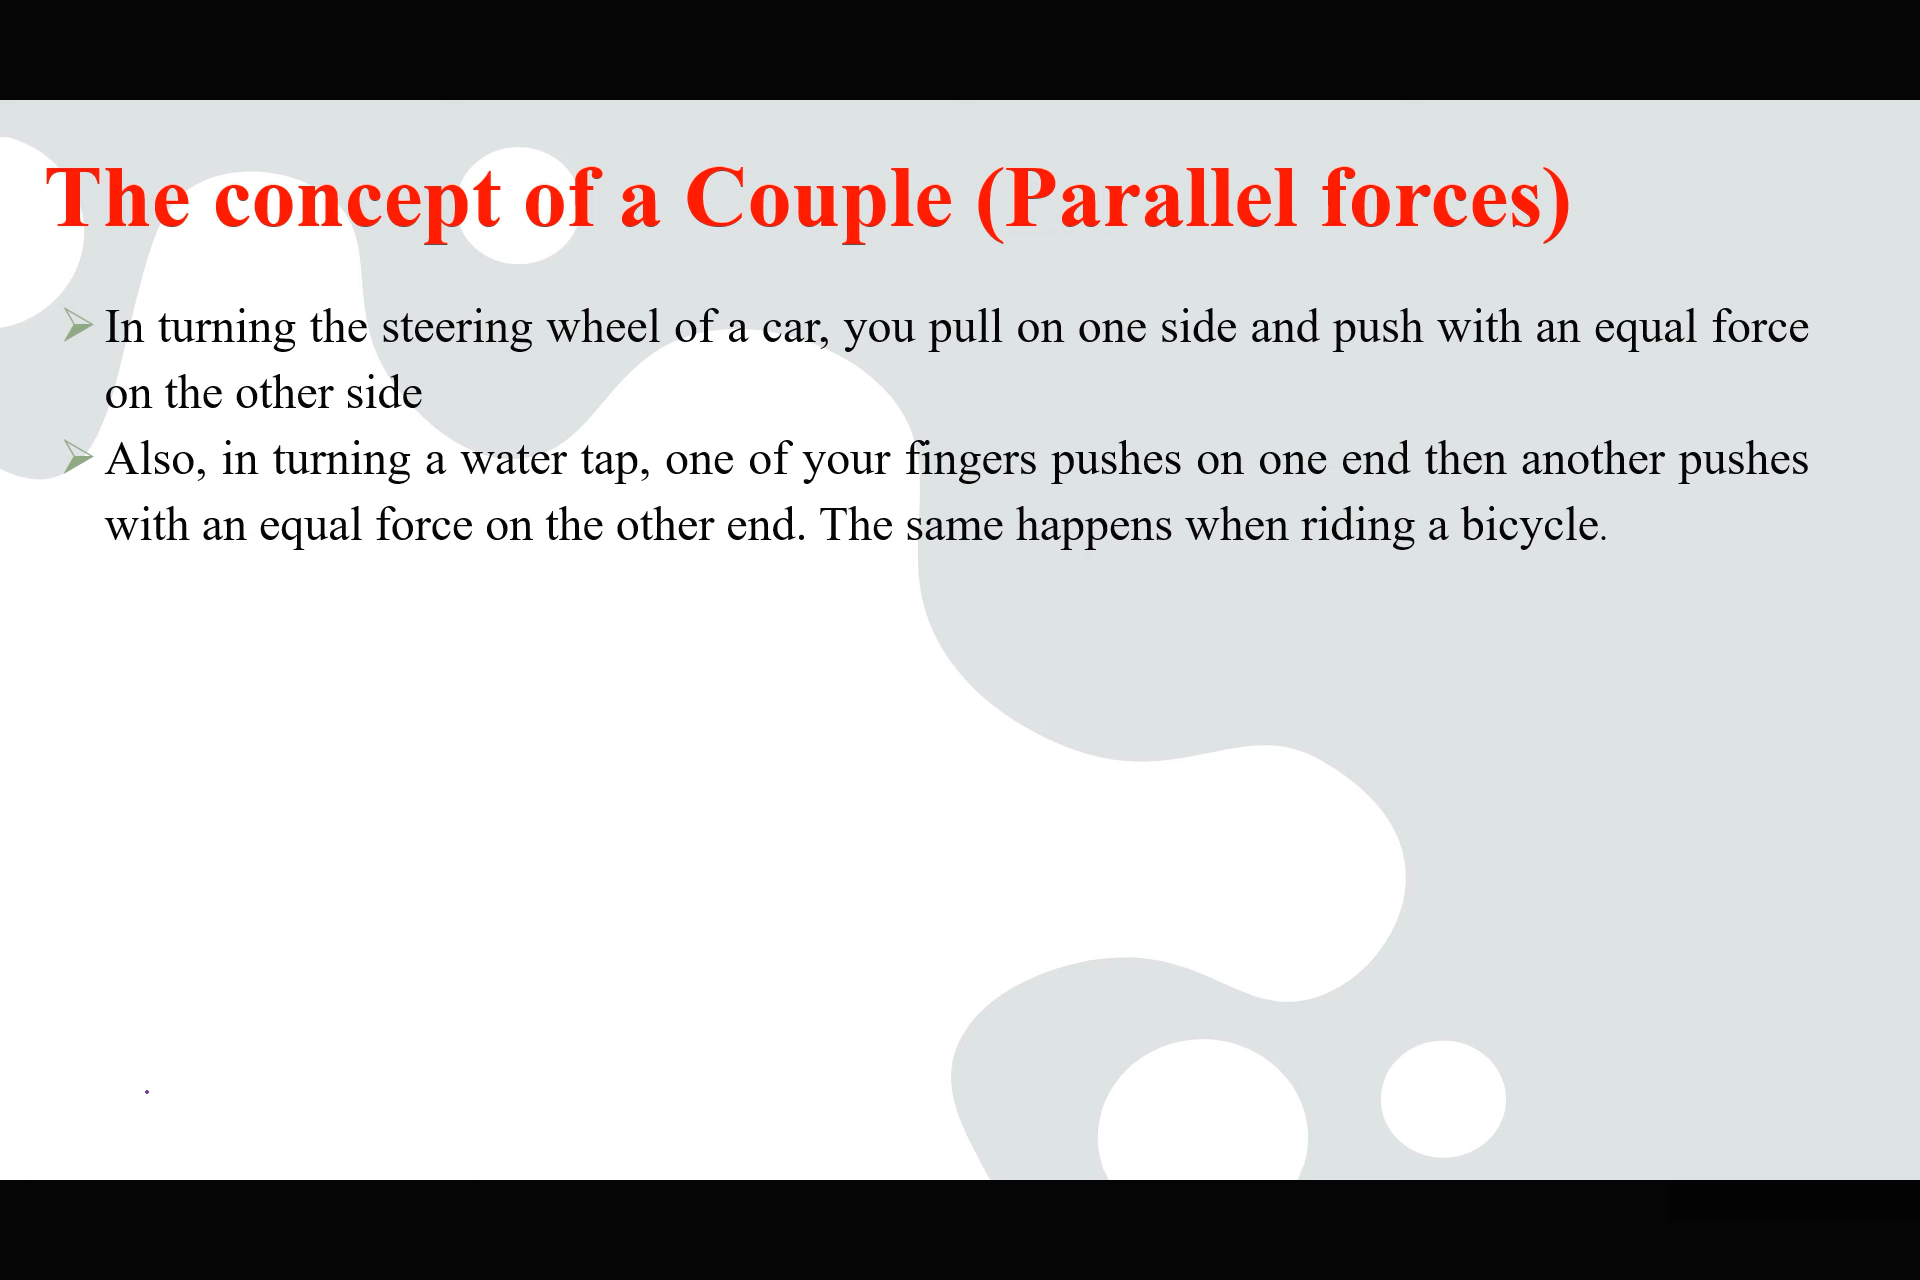 The concept of a Couple (Parallel forces)
In turning the steering wheel of a car, you pull on one side and push with an equal force
on the other side
Also, in turning a water tap, one of your fingers pushes on one end then another pushes
with an equal force on the other end. The same happens when riding a bicycle.